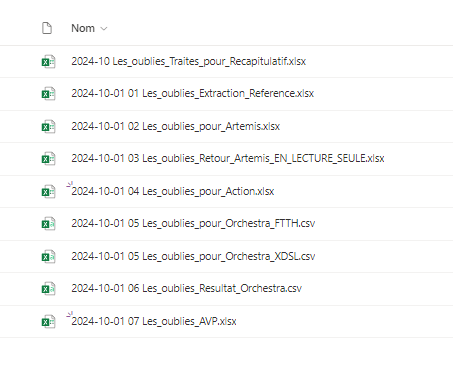 Nom
2024-10 Les_oublies_Traites_pour_Recapitulatif.xlsx
2024-10-01 01 Les_oublies_Extraction_Reference.xlsx
2024-10-01 02 Les_oublies_pour_Artemis.xlsx
2024-10-01 03 Les_oublies_Retour_Artemis_EN_LECTURE_SEULE.xlsx
2024-10-01 04 Les_oublies_pour_Action.xlsx
2024-10-01 05 Les_oublies_pour_Orchestra_FTTH.csv
2024-10-01 05 Les_oublies_pour_Orchestra_XDSL.csv
2024-10-01 06 Les_oublies_Resultat_Orchestra.csv
2024-10-01 07 Les_oublies_AVP.xlsx